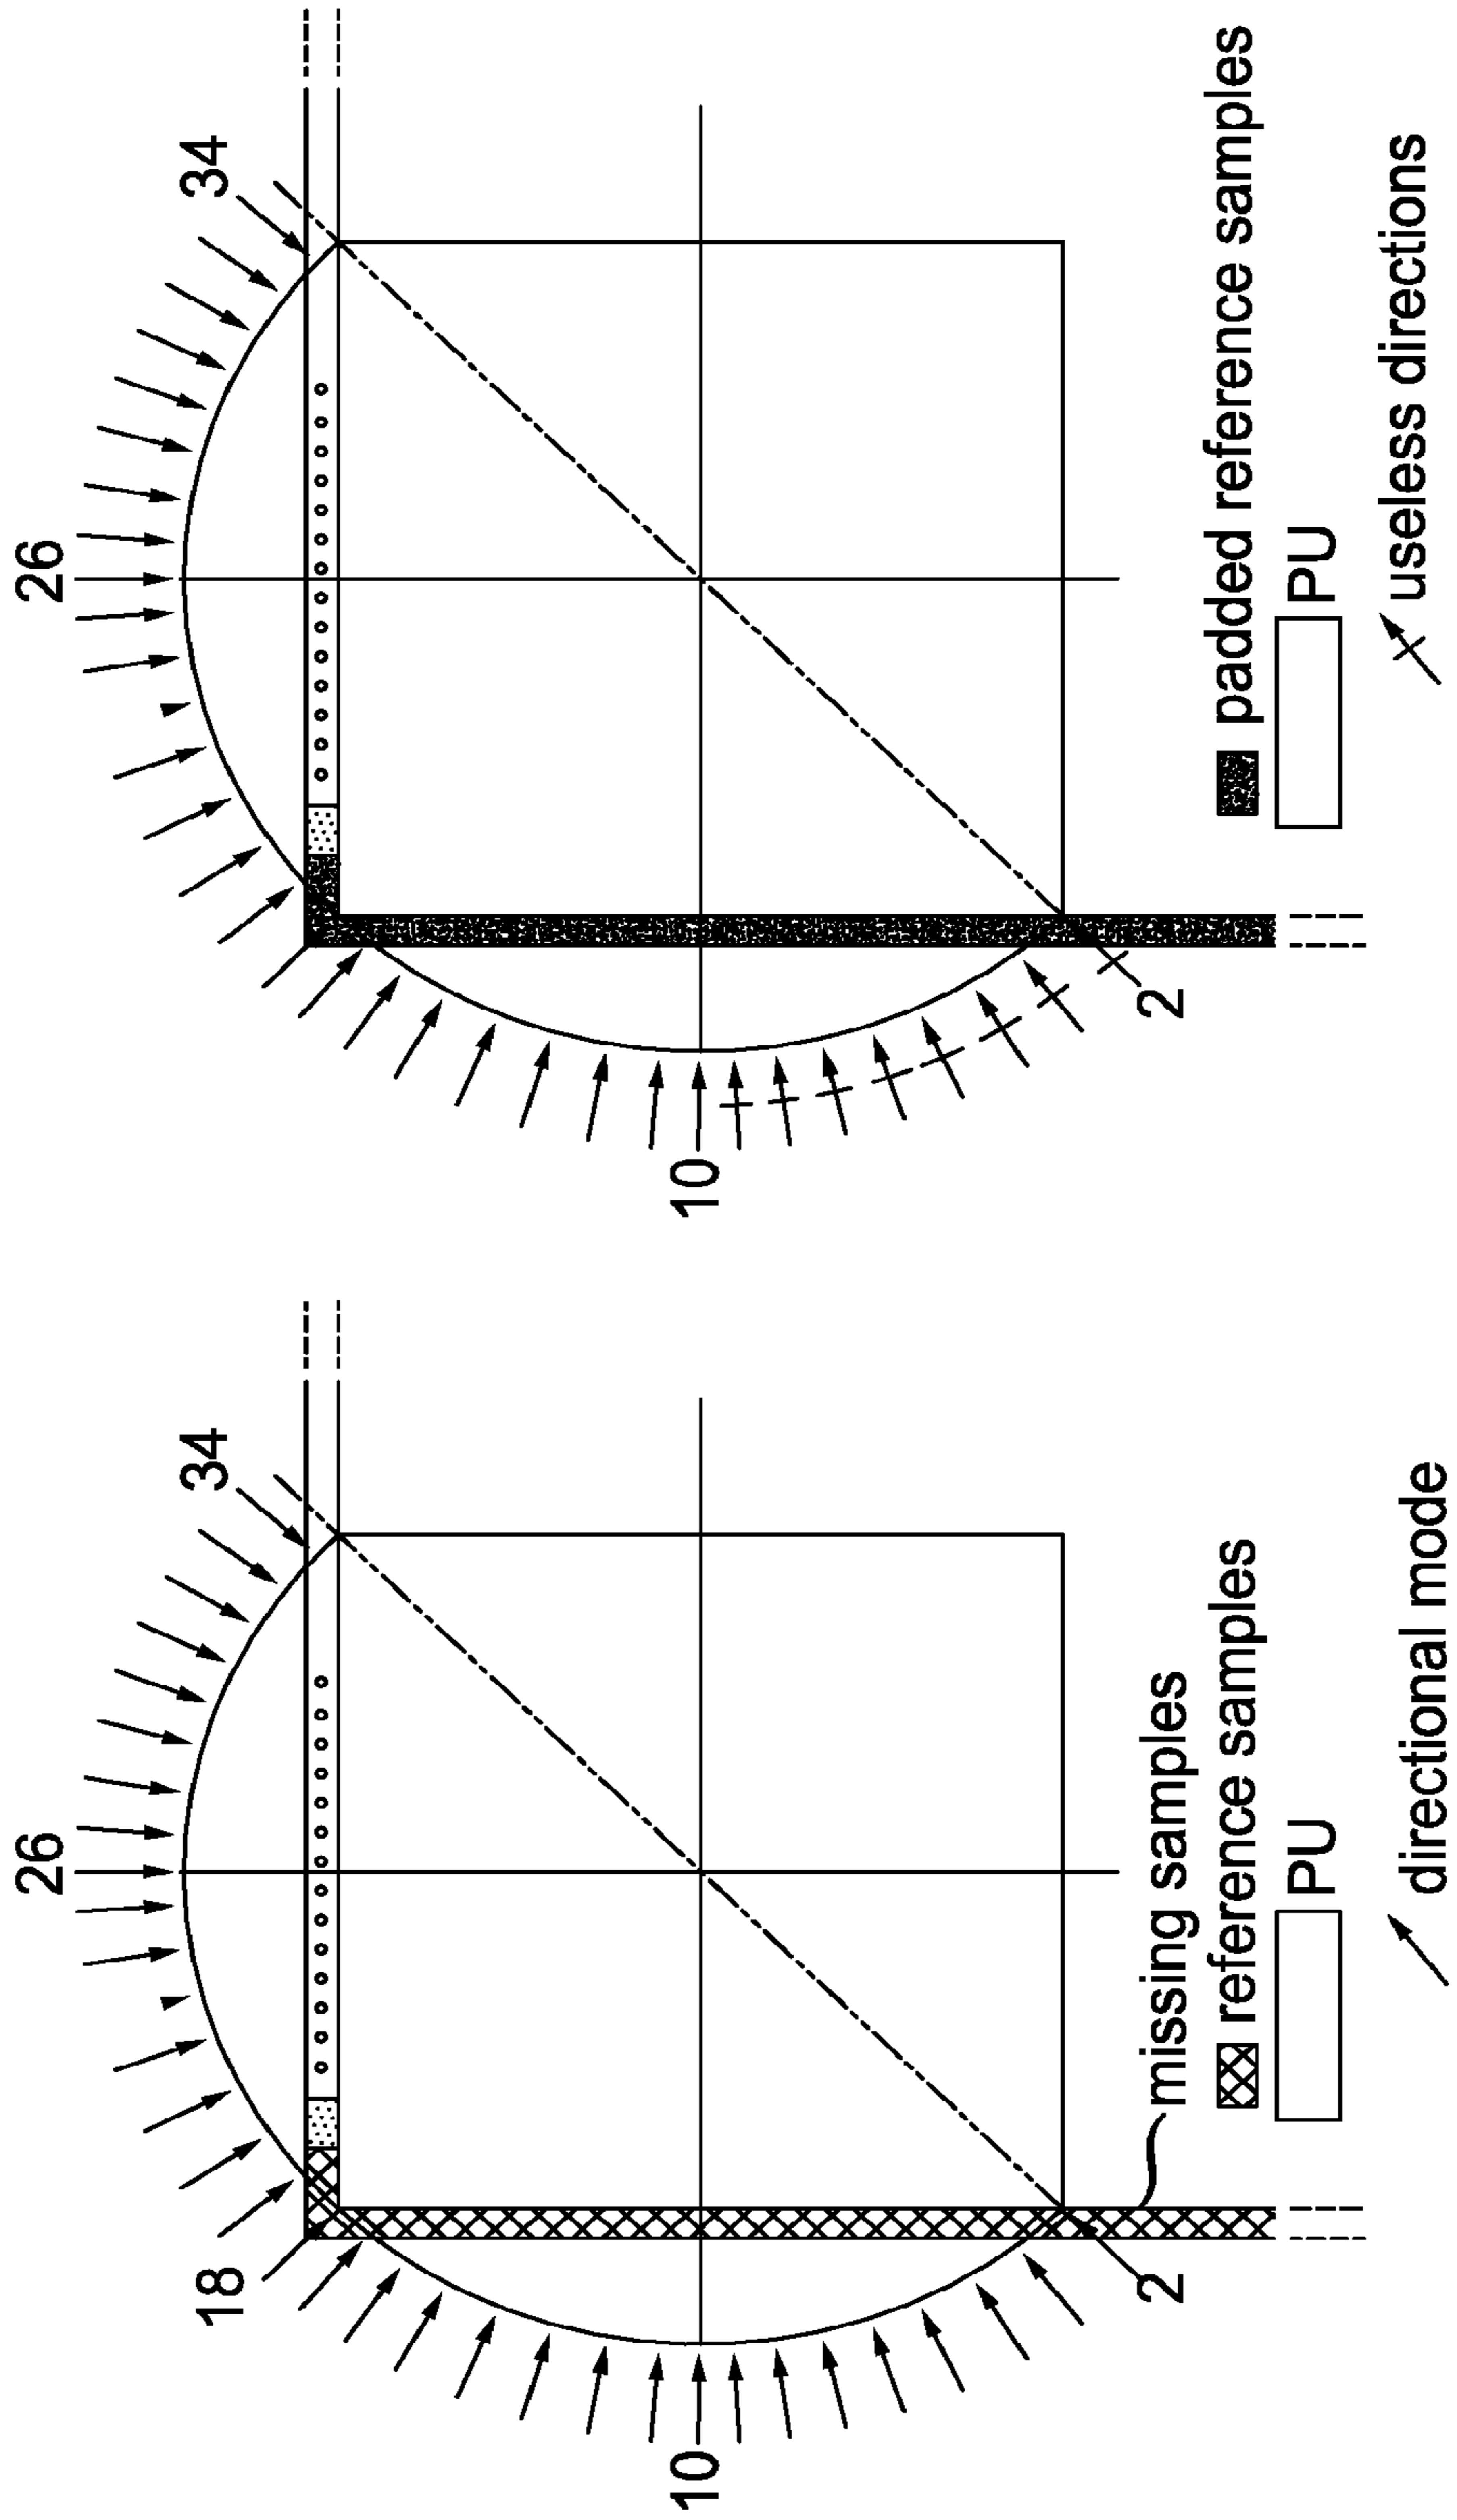 26
34
18
10
2
missing samples
reference samples
PU
directional mode
26
34
10
2
padded reference samples
PU
useless directions